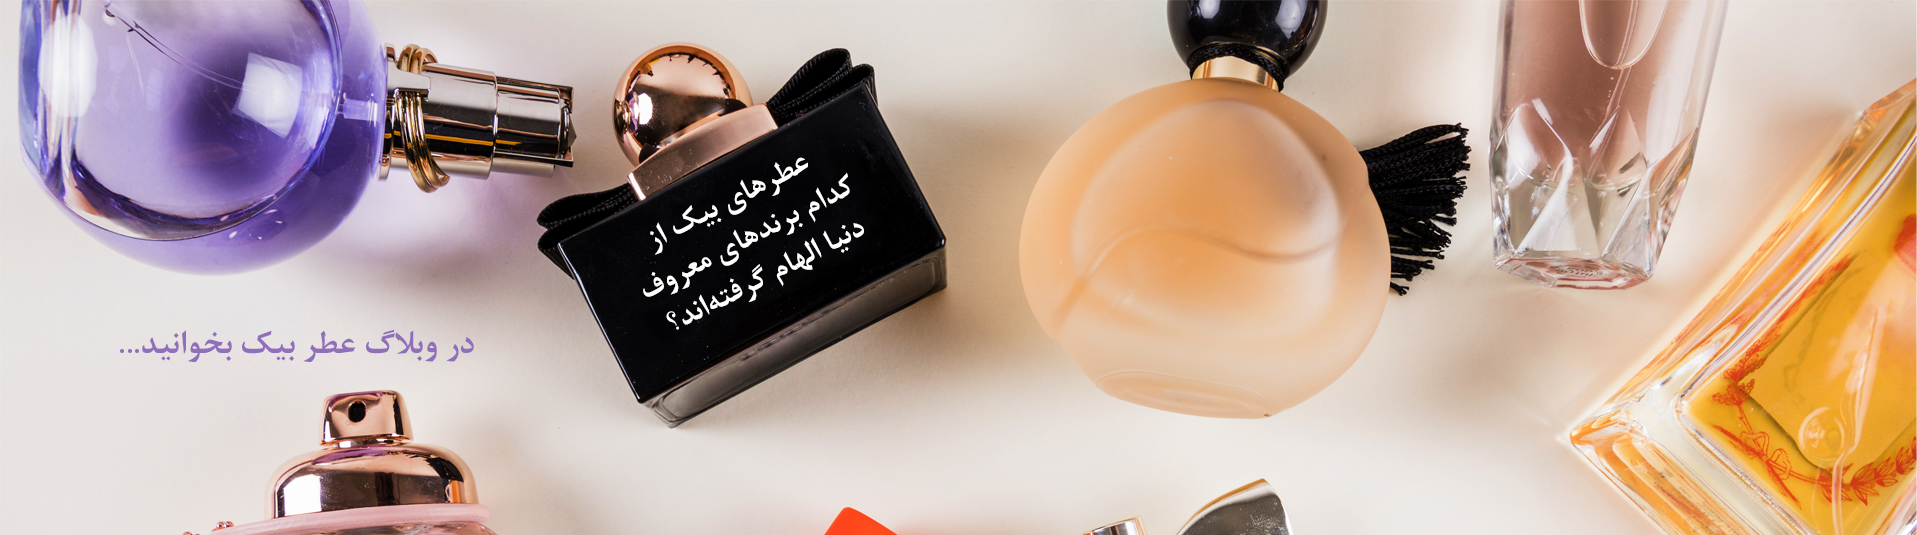 عطرهای بیک از
کدام برندهای معروف
دنیا الهام گرفته‌اند؟
در وبلاگ عطر بیک بخوانید...